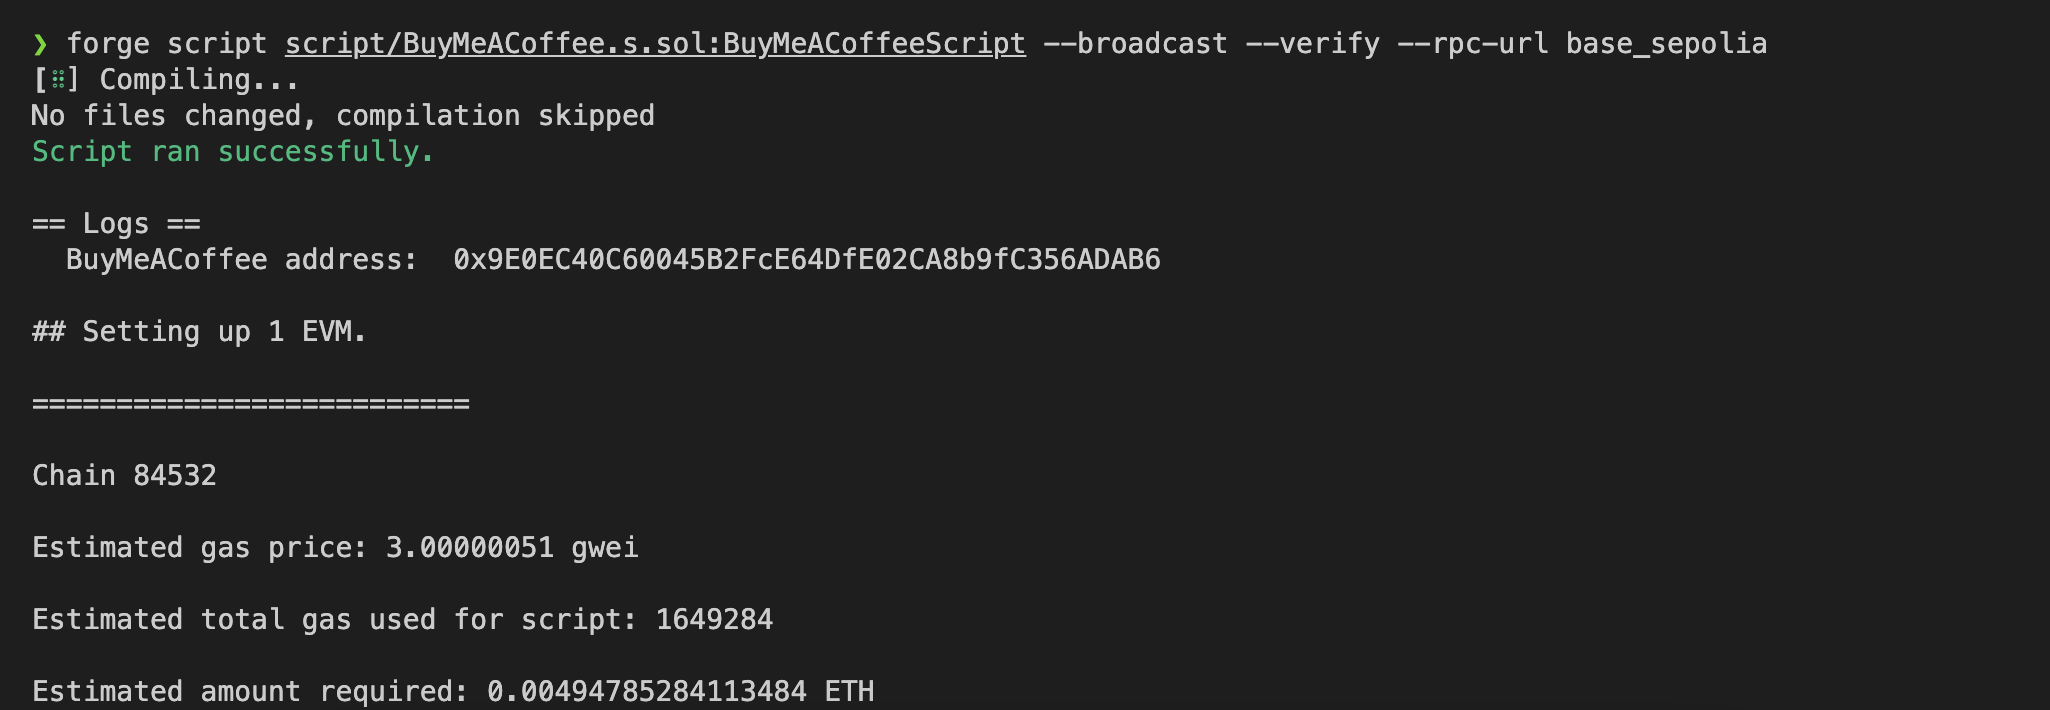 ❯ forge script script/BuyMeACoffee.s.sol:BuyMeACoffeeScript --broadcast --verify --rpc-url base_sepolia
[⠿] Compiling...
No files changed, compilation skipped
Script ran successfully.
== Logs ==
BuyMeACoffee address: 0x9E0EC40C60045B2FcE64DfE02CA8b9fC356ADAB6
## Setting up 1 EVM.
==========================
Chain 84532
Estimated gas price: 3.00000051 gwei
Estimated total gas used for script: 1649284
Estimated amount required: 0.00494785284113484 ETH